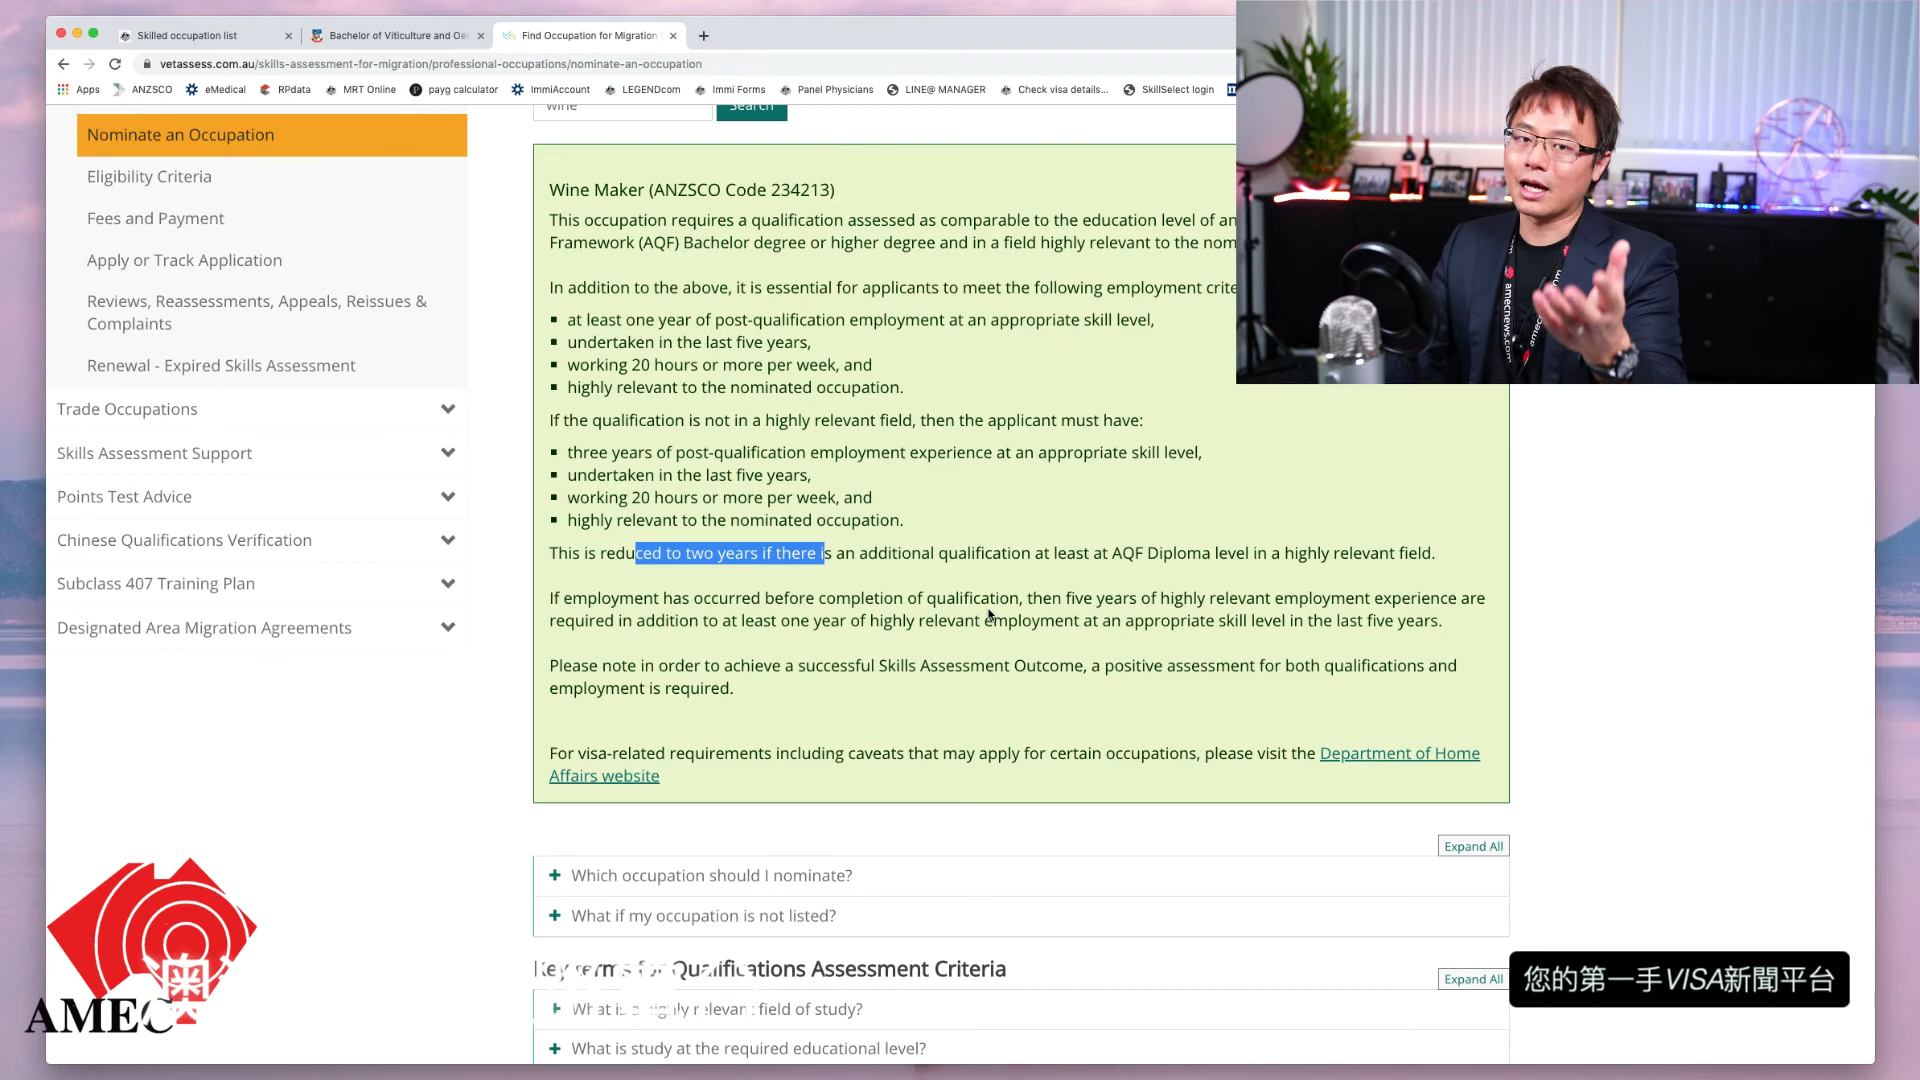 Skilled occupation list
Bachelor of Viticulture and Oe
Find Occupation for Migration
vetassess.com.au/skills-assessment-for-migration/professional-occupations/nominate-an-occupation
Apps ANZSCO eMedical RPdata MRT Online payg calculator ImmiAccount LEGENDcom Immi Forms Panel Physicians LINE@ MANAGER Check visa details... SkillSelect login
wine
Search
Nominate an Occupation
Eligibility Criteria
Fees and Payment
Apply or Track Application
Reviews, Reassessments, Appeals, Reissues &
Complaints
Renewal - Expired Skills Assessment
Trade Occupations
Skills Assessment Support
Points Test Advice
Chinese Qualifications Verification
Subclass 407 Training Plan
Designated Area Migration Agreements
Wine Maker (ANZSCO Code 234213)
This occupation requires a qualification assessed as comparable to the education level of an
Framework (AQF) Bachelor degree or higher degree and in a field highly relevant to the nom
In addition to the above, it is essential for applicants to meet the following employment crite
▪ at least one year of post-qualification employment at an appropriate skill level,
▪ undertaken in the last five years,
▪ working 20 hours or more per week, and
▪ highly relevant to the nominated occupation.
If the qualification is not in a highly relevant field, then the applicant must have:
▪ three years of post-qualification employment experience at an appropriate skill level,
▪ undertaken in the last five years,
▪ working 20 hours or more per week, and
▪ highly relevant to the nominated occupation.
This is reduced to two years if there is an additional qualification at least at AQF Diploma level in a highly relevant field.
If employment has occurred before completion of qualification, then five years of highly relevant employment experience are
required in addition to at least one year of highly relevant employment at an appropriate skill level in the last five years.
Please note in order to achieve a successful Skills Assessment Outcome, a positive assessment for both qualifications and
employment is required.
For visa-related requirements including caveats that may apply for certain occupations, please visit the Department of Home
Affairs website
Expand All
+ Which occupation should I nominate?
+ What if my occupation is not listed?
Key terms for Qualifications Assessment Criteria
Expand All
What is a highly relevant field of study?
+ What is study at the required educational level?
amecnews.com
AMEC
澳
您的第一手VISA新聞平台